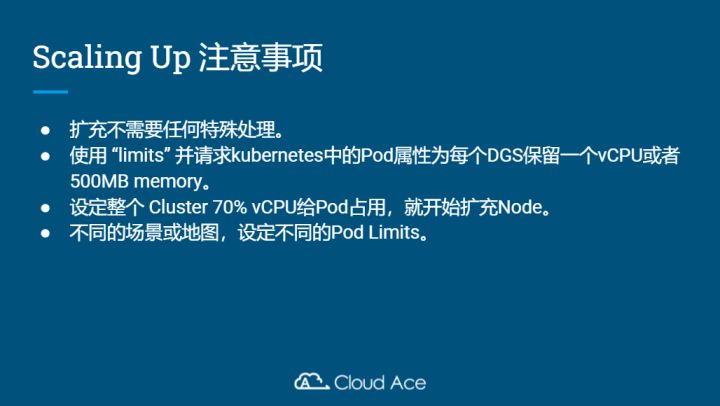 Scaling Up 注意事项
● 扩充不需要任何特殊处理。
● 使用 “limits” 并请求kubernetes中的Pod属性为每个DGS保留一个vCPU或者
500MB memory。
● 设定整个 Cluster 70% vCPU给Pod占用，就开始扩充Node。
● 不同的场景或地图，设定不同的Pod Limits。
A Cloud Ace